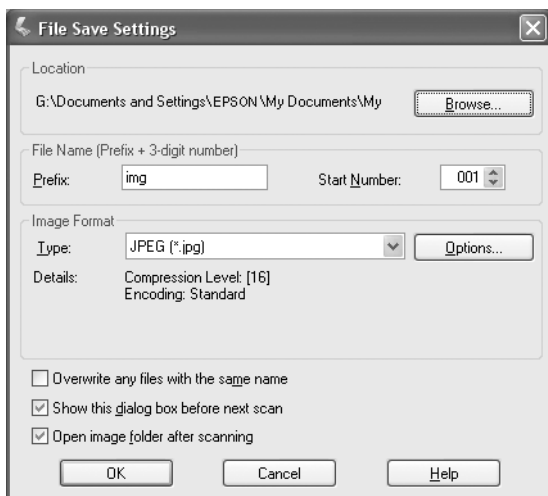 File Save Settings
Location
G:\Documents and Settings\EPSON\My Documents\My
Browse...
File Name (Prefix + 3-digit number)
Prefix: img Start Number: 001
Image Format
Type: JPEG (*.jpg) Options...
Details: Compression Level: [16]
Encoding: Standard
Overwrite any files with the same name
Show this dialog box before next scan
Open image folder after scanning
OK Cancel Help